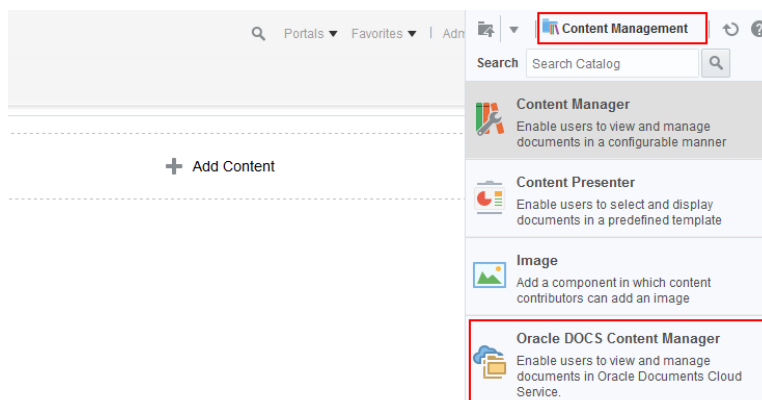 Portals ▼ Favorites ▼ | Adm
Content Management
Search Search Catalog
Content Manager
Enable users to view and manage
documents in a configurable manner
Add Content
Content Presenter
Enable users to select and display
documents in a predefined template
Image
Add a component in which content
contributors can add an image
Oracle DOCS Content Manager
Enable users to view and manage
documents in Oracle Documents Cloud
Service.